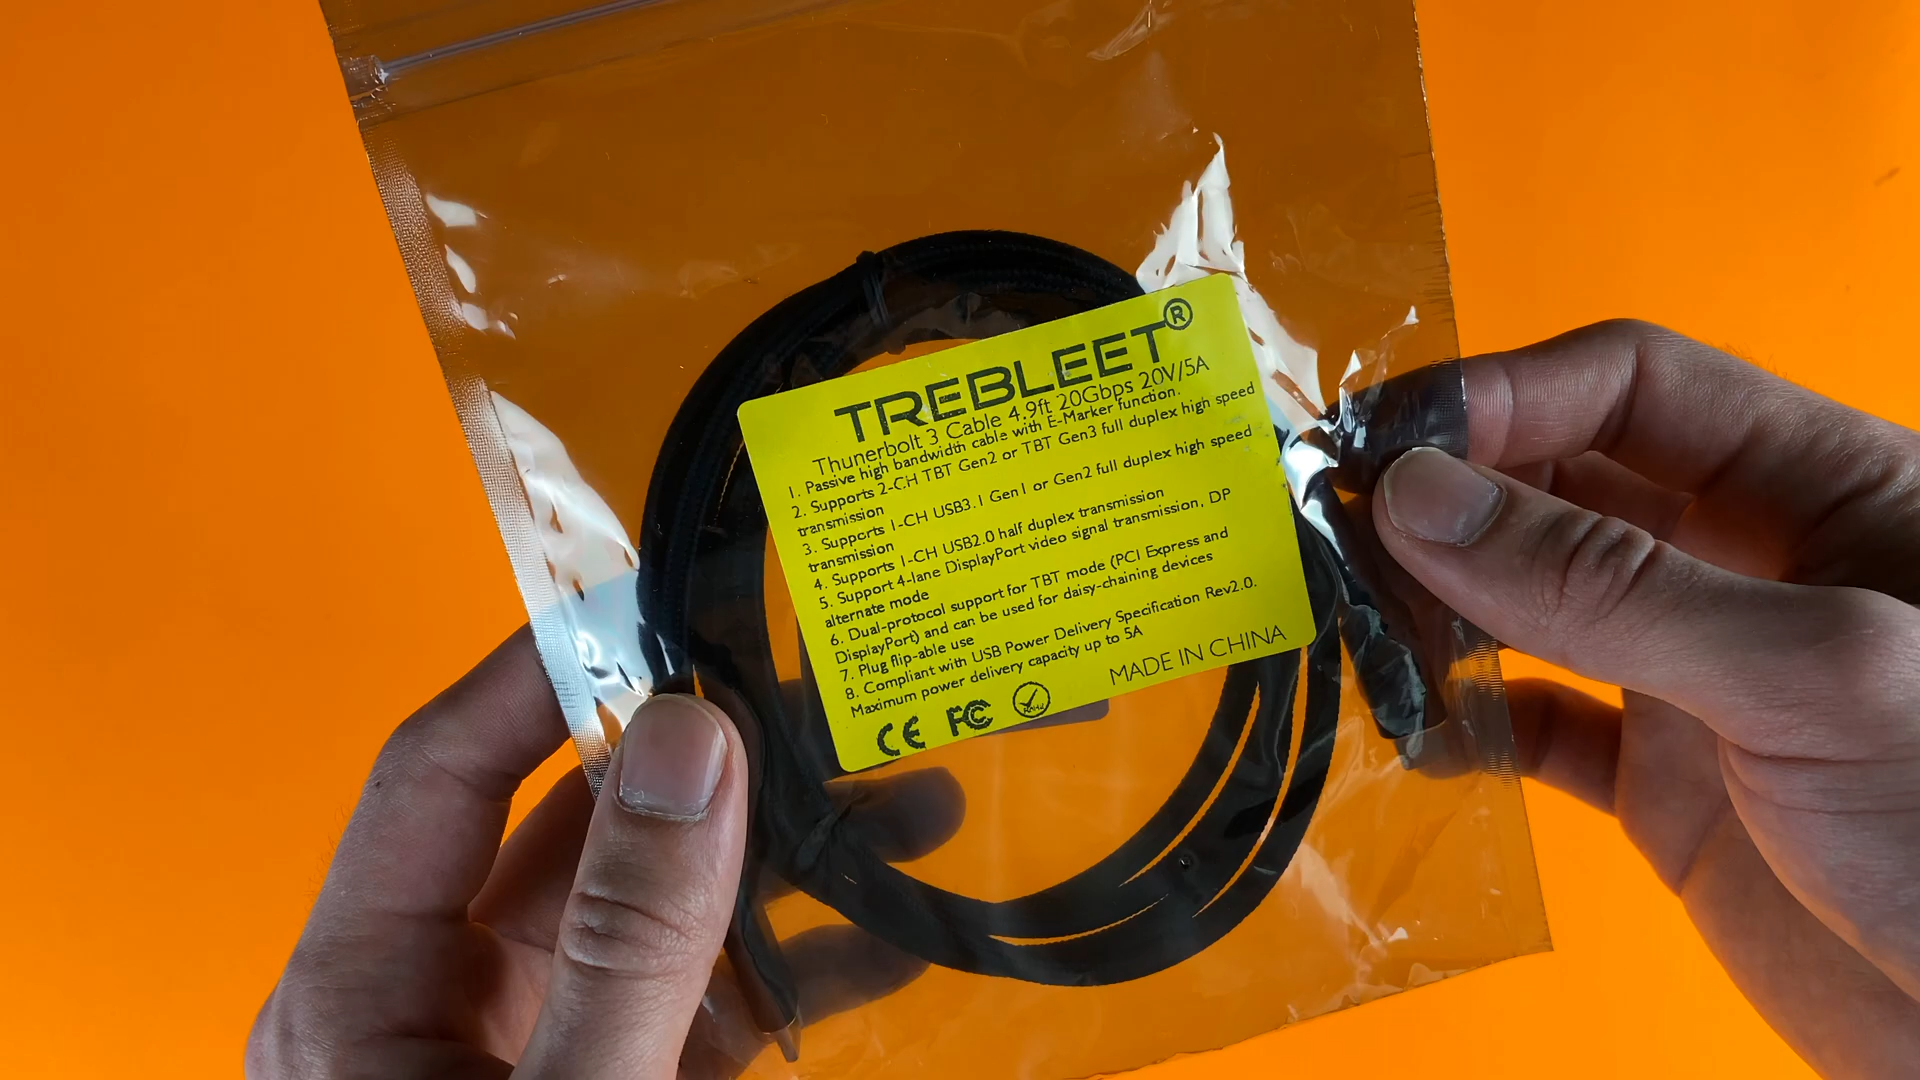 TREBLEET®
Thunerbolt 3 Cable 4.9ft 20Gbps 20V/5A
1. Passive high bandwidth cable with E-Marker function.
2. Supports 2-CH TBT Gen2 or TBT Gen3 full duplex high speed
transmission
3. Supports 1-CH USB3.1 Gen1 or Gen2 full duplex high speed
transmission
4. Supports 1-CH USB2.0 half duplex transmission
5. Support 4-lane DisplayPort video signal transmission, DP
alternate mode
6. Dual-protocol support for TBT mode (PCI Express and
DisplayPort) and can be used for daisy-chaining devices
7. Plug flip-able use
8. Compliant with USB Power Delivery Specification Rev2.0.
Maximum power delivery capacity up to 5A
MADE IN CHINA
CE FC RoHS